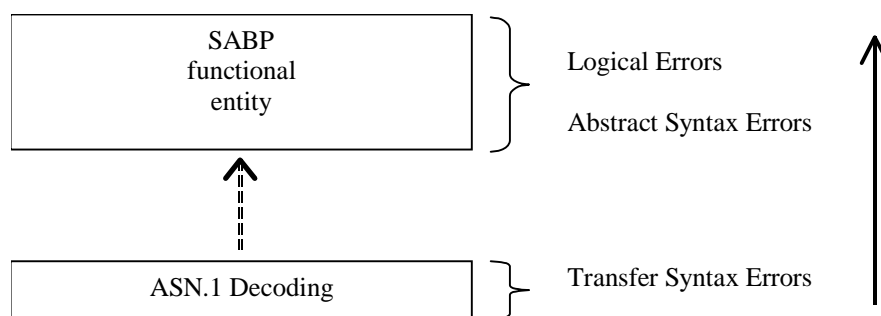 SABP
functional
entity
Logical Errors
Abstract Syntax Errors
ASN.1 Decoding
Transfer Syntax Errors